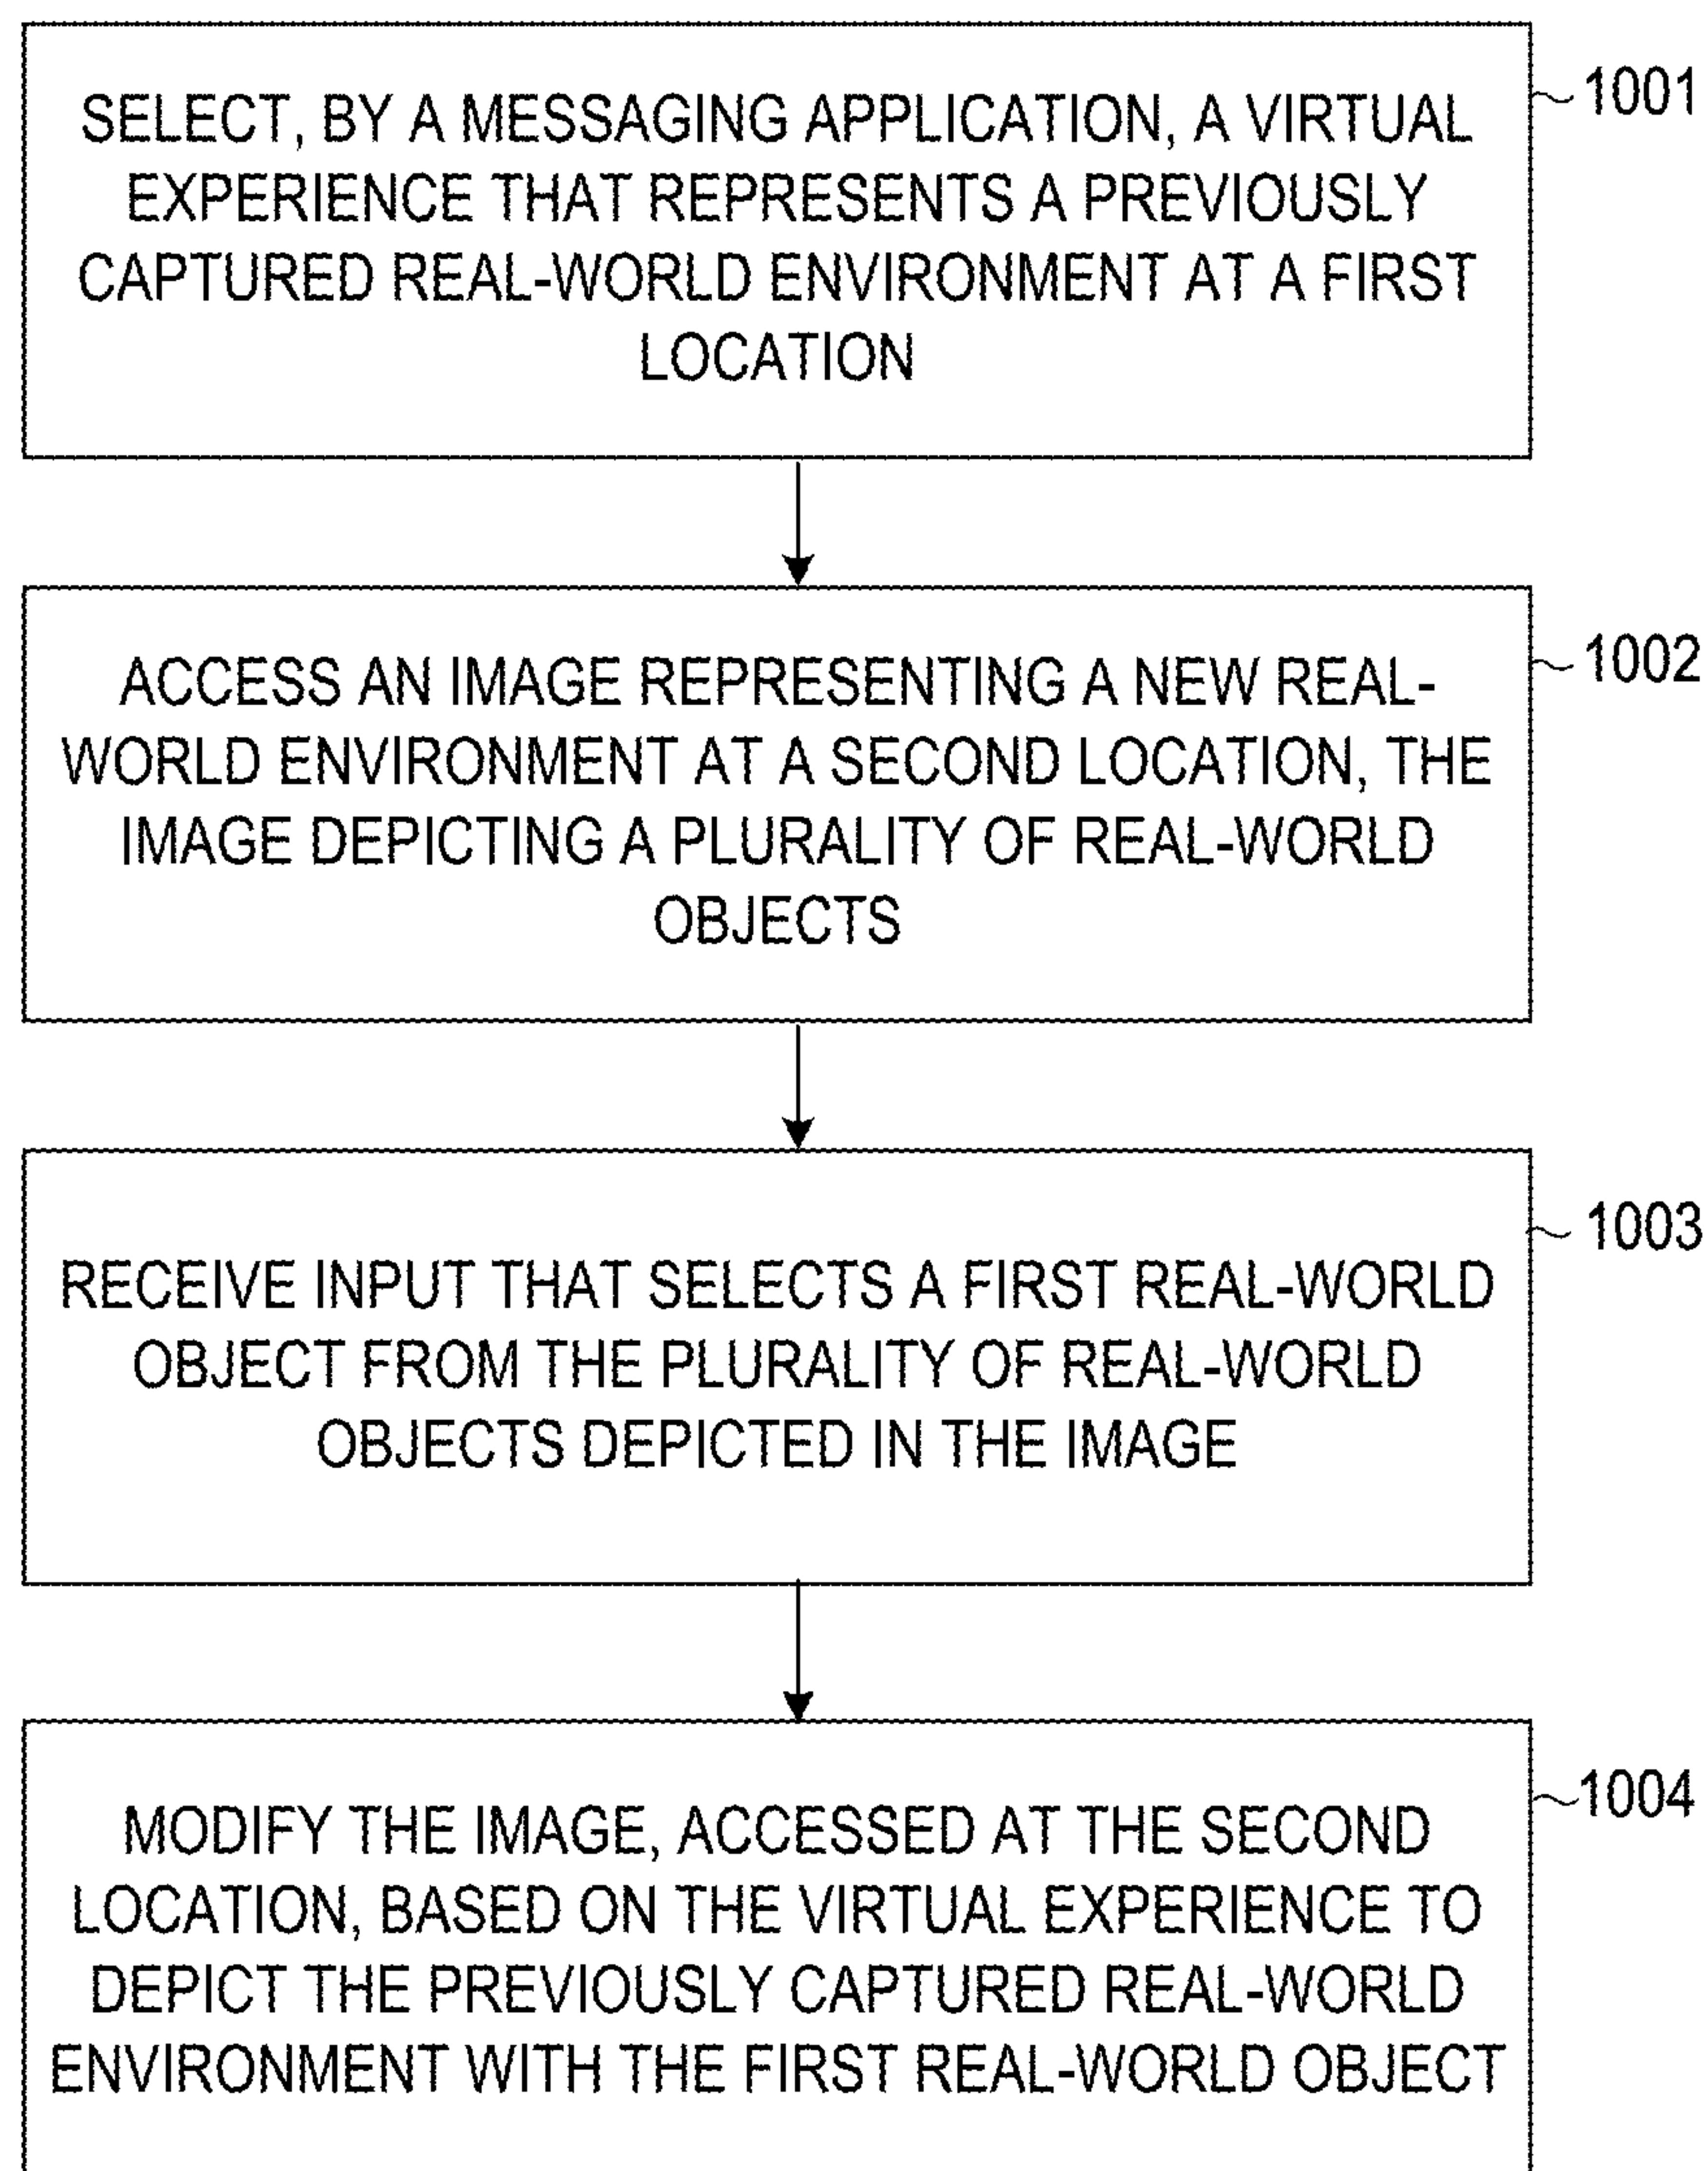 SELECT, BY A MESSAGING APPLICATION, A VIRTUAL
EXPERIENCE THAT REPRESENTS A PREVIOUSLY
CAPTURED REAL-WORLD ENVIRONMENT AT A FIRST
LOCATION
1001
ACCESS AN IMAGE REPRESENTING A NEW REAL-
WORLD ENVIRONMENT AT A SECOND LOCATION, THE
IMAGE DEPICTING A PLURALITY OF REAL-WORLD
OBJECTS
1002
RECEIVE INPUT THAT SELECTS A FIRST REAL-WORLD
OBJECT FROM THE PLURALITY OF REAL-WORLD
OBJECTS DEPICTED IN THE IMAGE
1003
MODIFY THE IMAGE, ACCESSED AT THE SECOND
LOCATION, BASED ON THE VIRTUAL EXPERIENCE TO
DEPICT THE PREVIOUSLY CAPTURED REAL-WORLD
ENVIRONMENT WITH THE FIRST REAL-WORLD OBJECT
1004